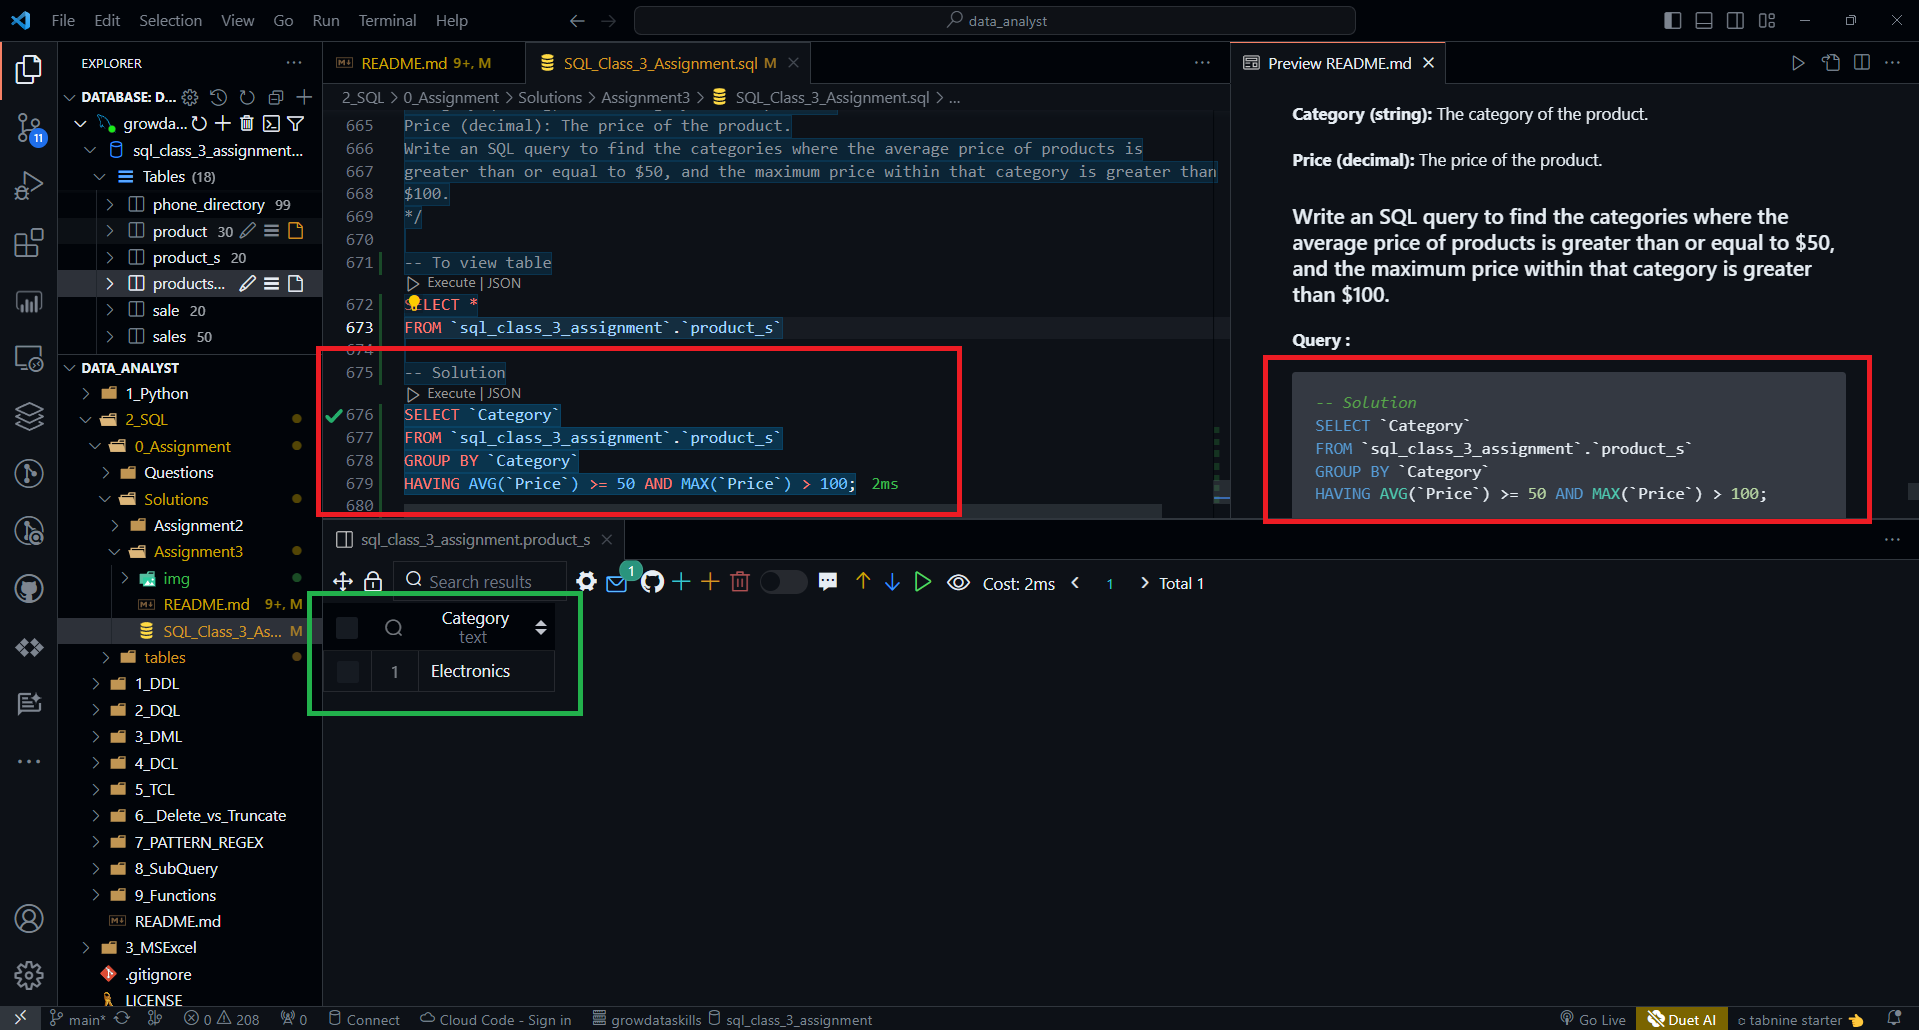 File Edit Selection View Go Run Terminal Help
data_analyst
EXPLORER
DATABASE: D...
growda...
sql_class_3_assignment...
Tables (18)
phone_directory 99
product 30
product_s 20
products...
sale 20
sales 50
DATA_ANALYST
1_Python
2_SQL
0_Assignment
Questions
Solutions
Assignment2
Assignment3
img
README.md 9+, M
SQL_Class_3_As... M
tables
1_DDL
2_DQL
3_DML
4_DCL
5_TCL
6__Delete_vs_Truncate
7_PATTERN_REGEX
8_SubQuery
9_Functions
README.md
3_MSExcel
.gitignore
LICENSE
11
README.md 9+, M
SQL_Class_3_Assignment.sql M
2_SQL > 0_Assignment > Solutions > Assignment3 > SQL_Class_3_Assignment.sql > ...
665 Price (decimal): The price of the product.
666 Write an SQL query to find the categories where the average price of products is
667 greater than or equal to $50, and the maximum price within that category is greater than
668 $100.
669 */
670
671 -- To view table
Execute | JSON
672 SELECT *
673 FROM `sql_class_3_assignment`.`product_s`
674
675 -- Solution
Execute | JSON
676 SELECT `Category`
677 FROM `sql_class_3_assignment`.`product_s`
678 GROUP BY `Category`
679 HAVING AVG(`Price`) >= 50 AND MAX(`Price`) > 100; 2ms
680
Preview README.md
Category (string): The category of the product.
Price (decimal): The price of the product.
Write an SQL query to find the categories where the
average price of products is greater than or equal to $50,
and the maximum price within that category is greater
than $100.
Query :
-- Solution
SELECT `Category`
FROM `sql_class_3_assignment`.`product_s`
GROUP BY `Category`
HAVING AVG(`Price`) >= 50 AND MAX(`Price`) > 100;
sql_class_3_assignment.product_s
Search results
1
Cost: 2ms < 1 > Total 1
Category
text
1 Electronics
main* 0 208 0 Connect Cloud Code - Sign in growdataskills sql_class_3_assignment Go Live Duet AI tabnine starter